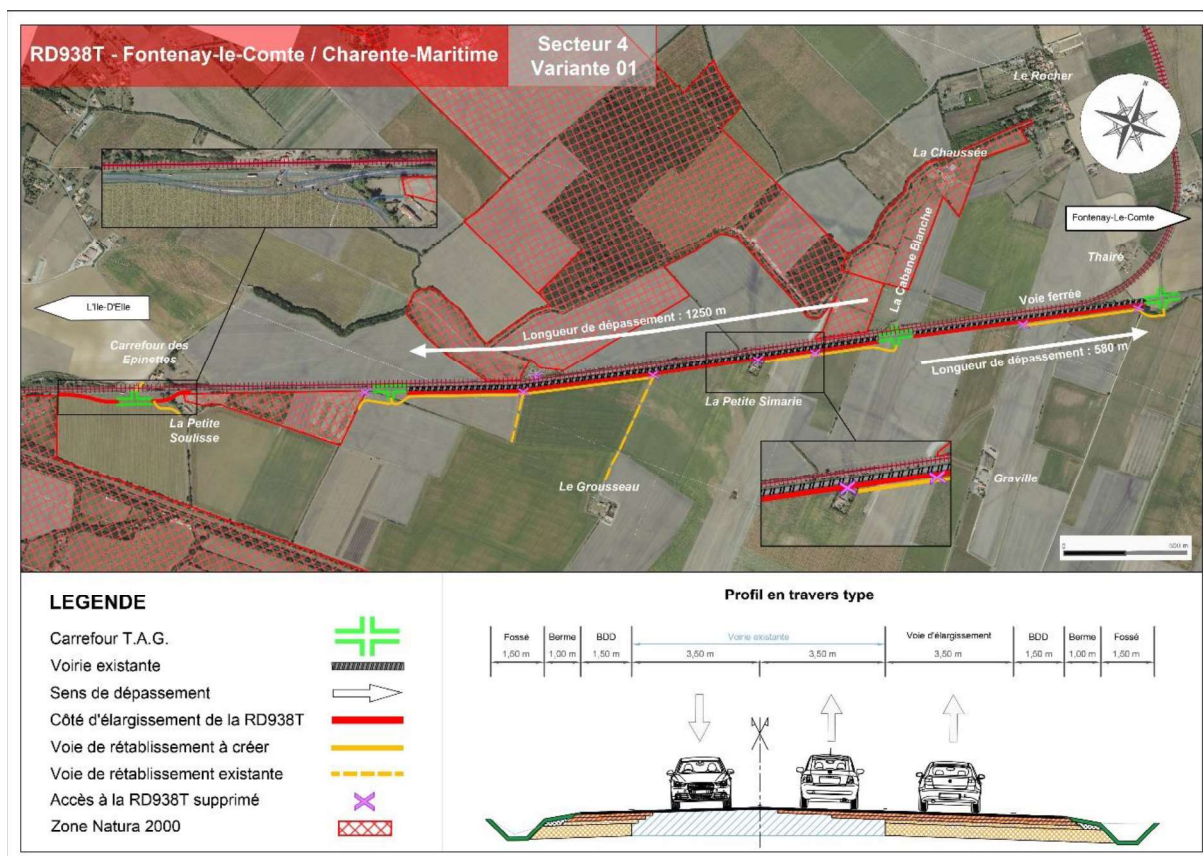 RD938T - Fontenay-le-Comte / Charente-Maritime
Secteur 4
Variante 01
Le Rocher
N
La Chaussée
Fontenay-Le-Comte
La Cabane Blanche
Thairé
L'Ile-D'Elle
Voie ferrée
Longueur de dépassement : 1250 m
Longueur de dépassement : 580 m
Carrefour des
Epinettes
La Petite
Soulisse
La Petite Simarie
Le Grousseau
Graville
0
500 m
LEGENDE
Carrefour T.A.G.
Voirie existante
Sens de dépassement
Côté d'élargissement de la RD938T
Voie de rétablissement à créer
Voie de rétablissement existante
Accès à la RD938T supprimé
Zone Natura 2000
Profil en travers type
Fossé Berme BDD Voirie existante Voie d'élargissement BDD Berme Fossé
1,50 m 1,00 m 1,50 m 3,50 m 3,50 m 3,50 m 1,50 m 1,00 m 1,50 m